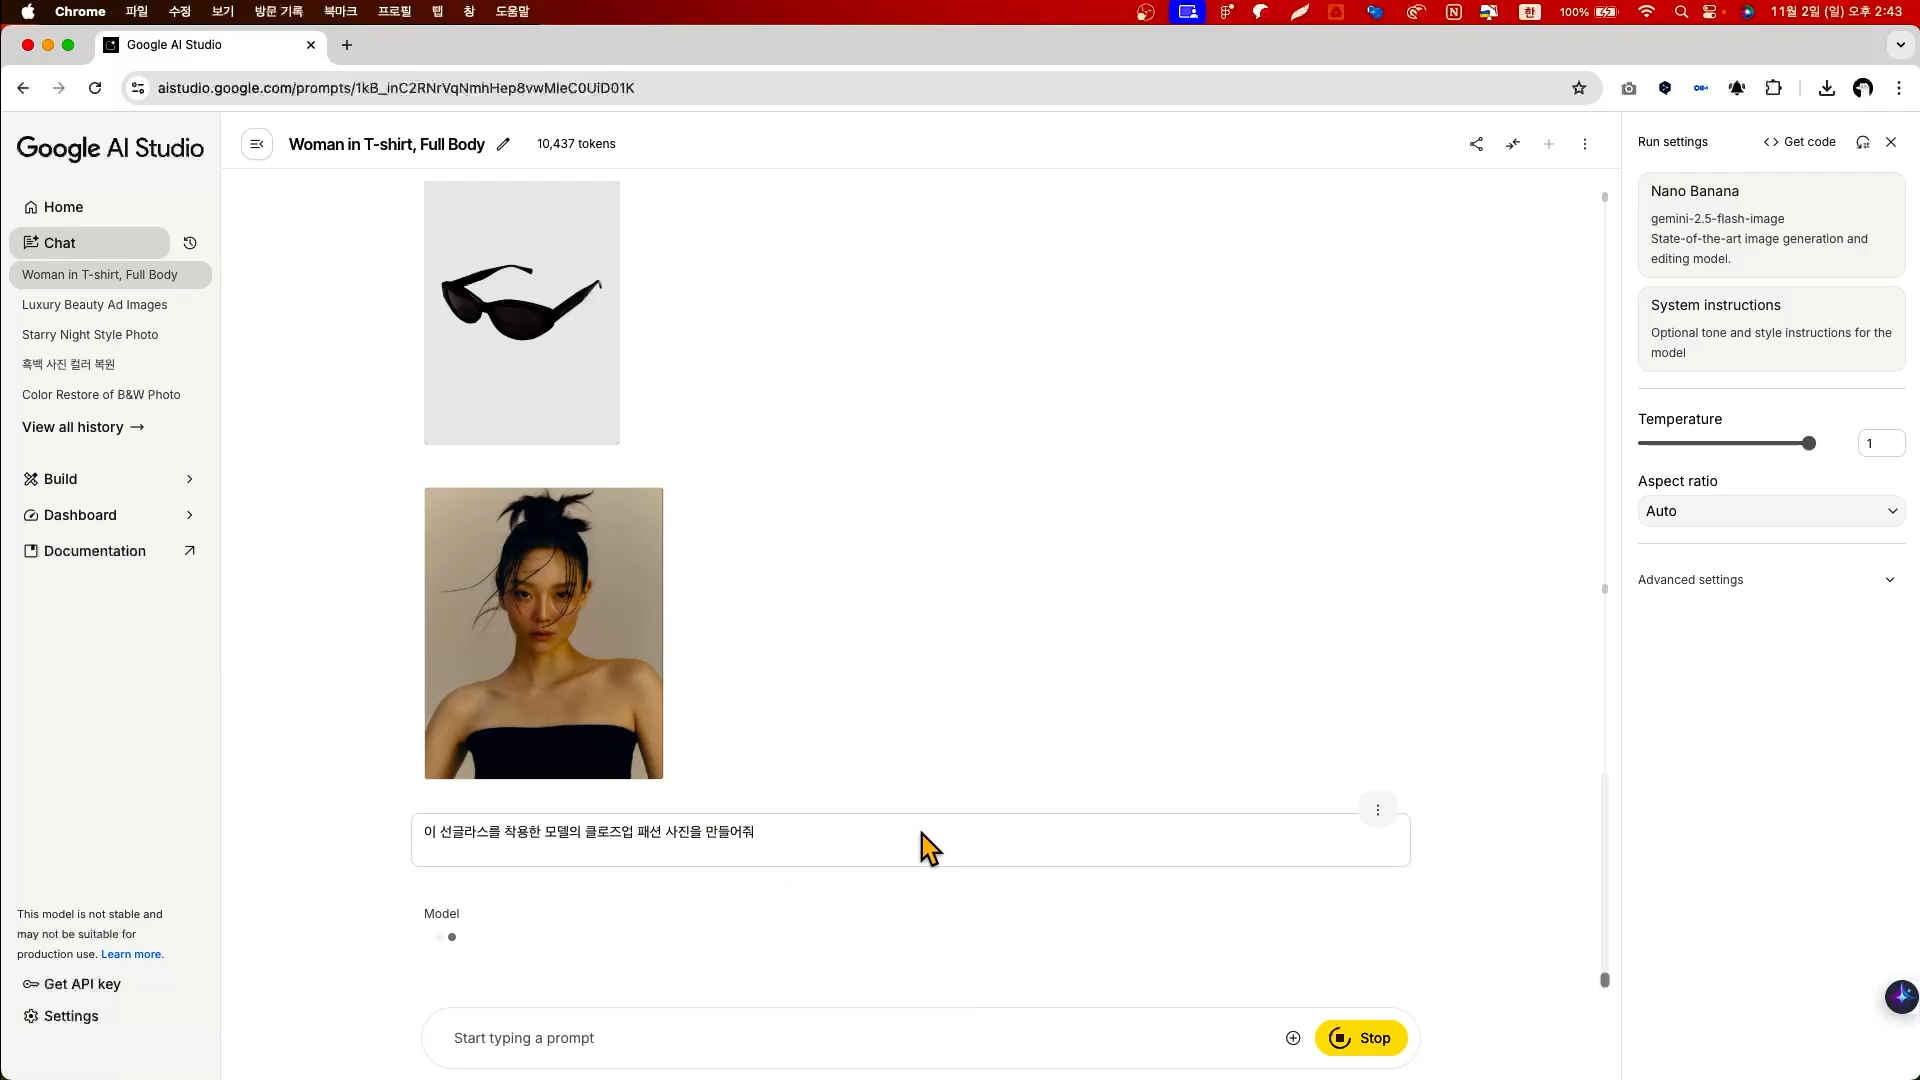 Chrome 파일 수정 보기 방문 기록 북마크 프로필 탭 창 도움말
한 100% 11월 2일 (일) 오후 2:43
Google AI Studio
aistudio.google.com/prompts/1kB_inC2RNrVqNmhHep8vwMleC0UiD01K
Google AI Studio
Home
Chat
Woman in T-shirt, Full Body
Luxury Beauty Ad Images
Starry Night Style Photo
흑백 사진 컬러 복원
Color Restore of B&W Photo
View all history →
Build
Dashboard
Documentation
This model is not stable and
may not be suitable for
production use. Learn more.
Get API key
Settings
Woman in T-shirt, Full Body
10,437 tokens
이 선글라스를 착용한 모델의 클로즈업 패션 사진을 만들어줘
Model
Start typing a prompt
Stop
Run settings
Get code
Nano Banana
gemini-2.5-flash-image
State-of-the-art image generation and
editing model.
System instructions
Optional tone and style instructions for the
model
Temperature
1
Aspect ratio
Auto
Advanced settings